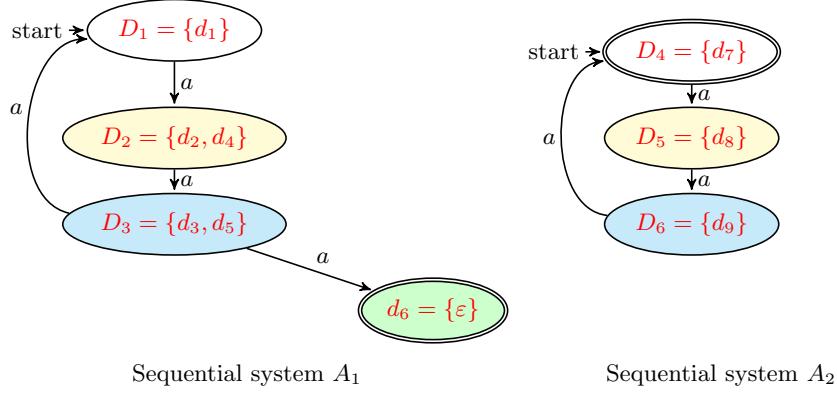 start
D₁ = {d₁}
a
a
D₂ = {d₂, d₄}
a
D₃ = {d₃, d₅}
a
d₆ = {ε}
Sequential system A₁
start
D₄ = {d₇}
a
a
D₅ = {d₈}
a
D₆ = {d₉}
Sequential system A₂